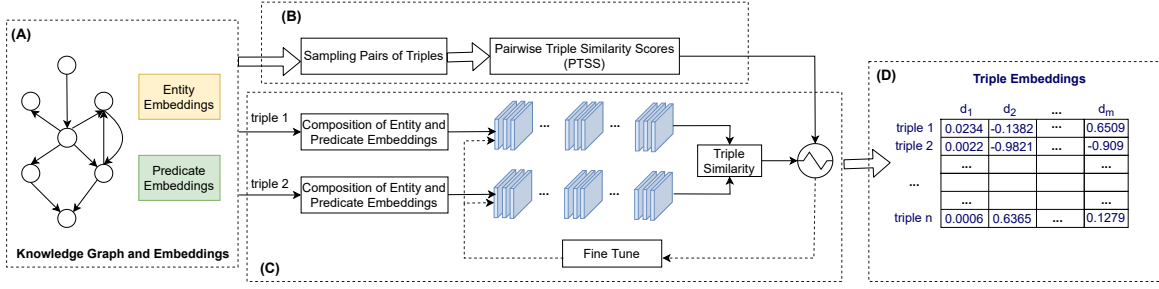 (A)
Entity
Embeddings
Predicate
Embeddings
Knowledge Graph and Embeddings
(B)
Sampling Pairs of Triples
Pairwise Triple Similarity Scores
(PTSS)
triple 1
Composition of Entity and
Predicate Embeddings
... ...
triple 2
Composition of Entity and
Predicate Embeddings
... ...
Triple
Similarity
Fine Tune
(C)
(D)
Triple Embeddings
d1 d2 ... dm
triple 1 0.0234 -0.1382 ... 0.6509
triple 2 0.0022 -0.9821 ... -0.909
... ...
...
... ...
triple n 0.0006 0.6365 ... 0.1279